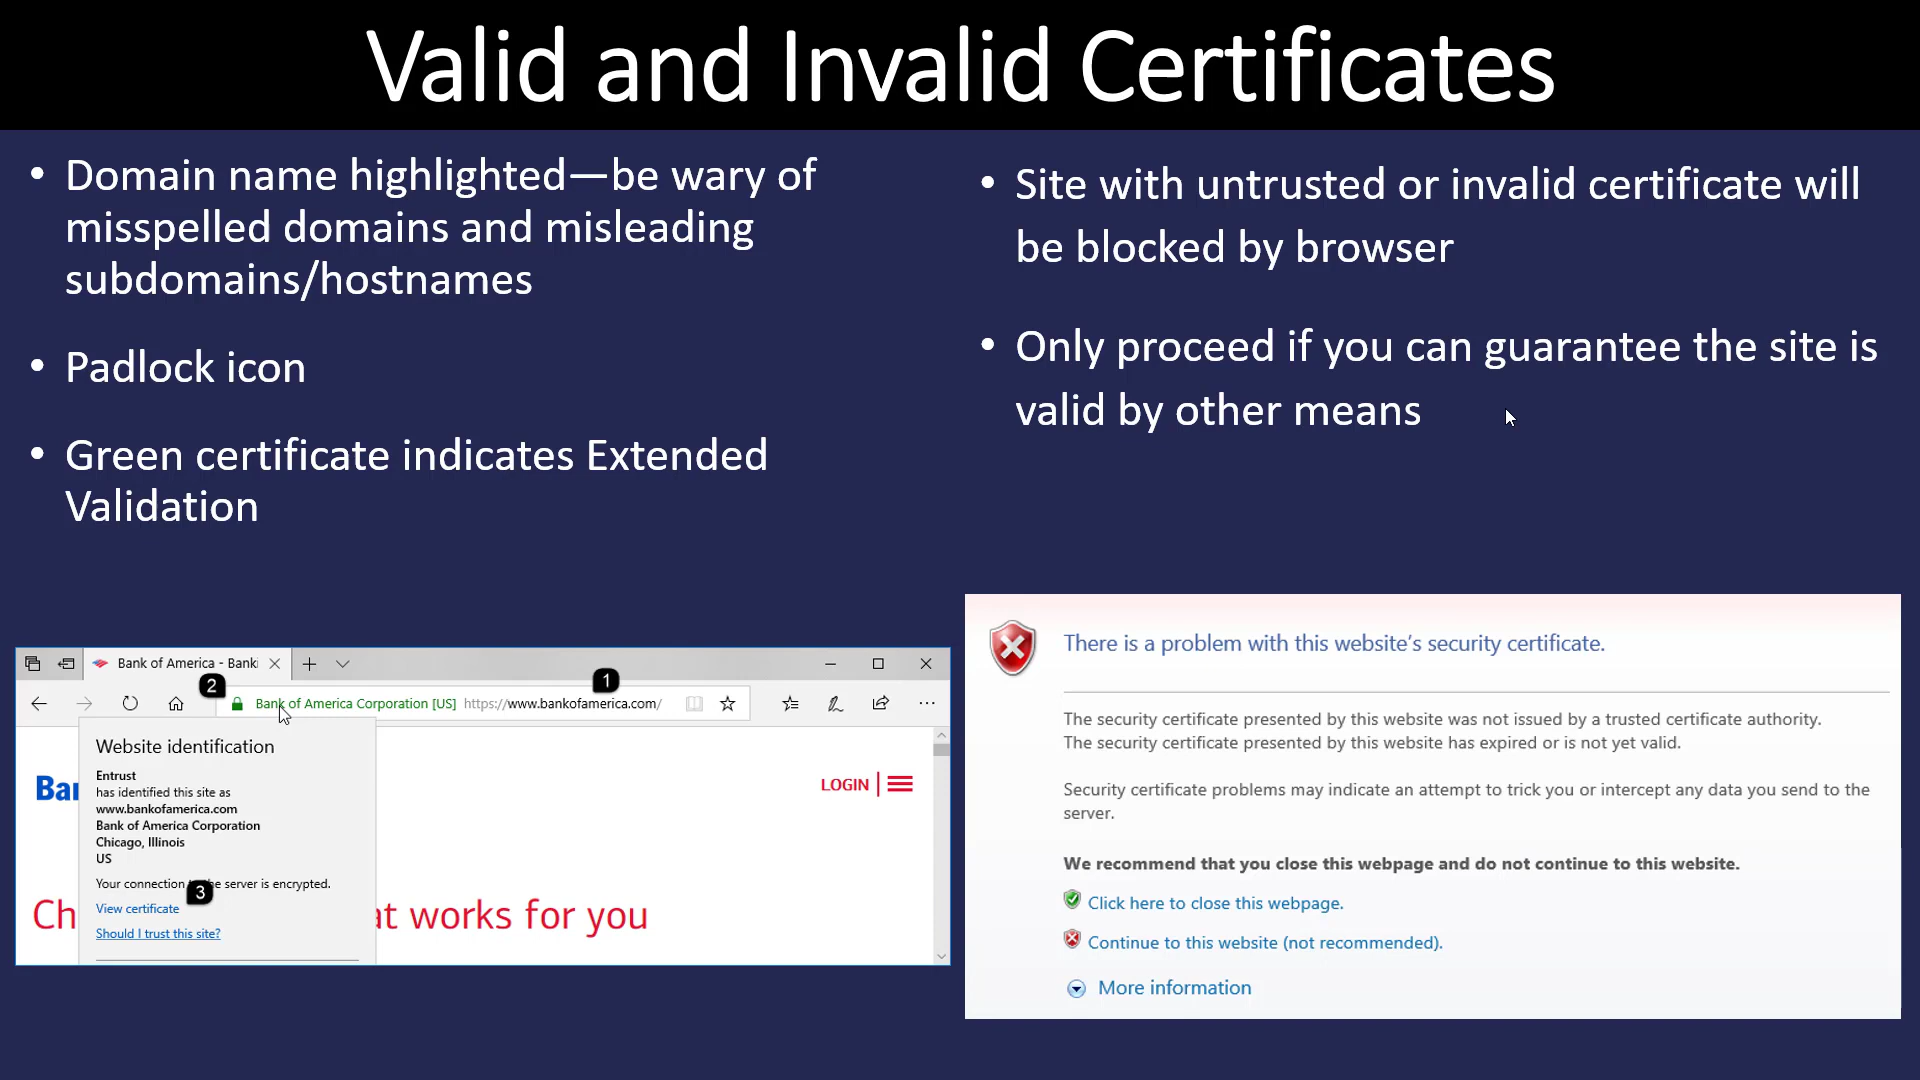 Valid and Invalid Certificates
• Domain name highlighted—be wary of
misspelled domains and misleading
subdomains/hostnames
• Padlock icon
• Green certificate indicates Extended
Validation
• Site with untrusted or invalid certificate will
be blocked by browser
• Only proceed if you can guarantee the site is
valid by other means
Bank of America - Banki
2
1
Bank of America Corporation [US] https://www.bankofamerica.com/
Website identification
Entrust
has identified this site as
www.bankofamerica.com
Bank of America Corporation
Chicago, Illinois
US
Your connection he server is encrypted.
3
View certificate
Should I trust this site?
Ba
LOGIN
Ch at works for you
There is a problem with this website's security certificate.
The security certificate presented by this website was not issued by a trusted certificate authority.
The security certificate presented by this website has expired or is not yet valid.
Security certificate problems may indicate an attempt to trick you or intercept any data you send to the
server.
We recommend that you close this webpage and do not continue to this website.
Click here to close this webpage.
Continue to this website (not recommended).
More information